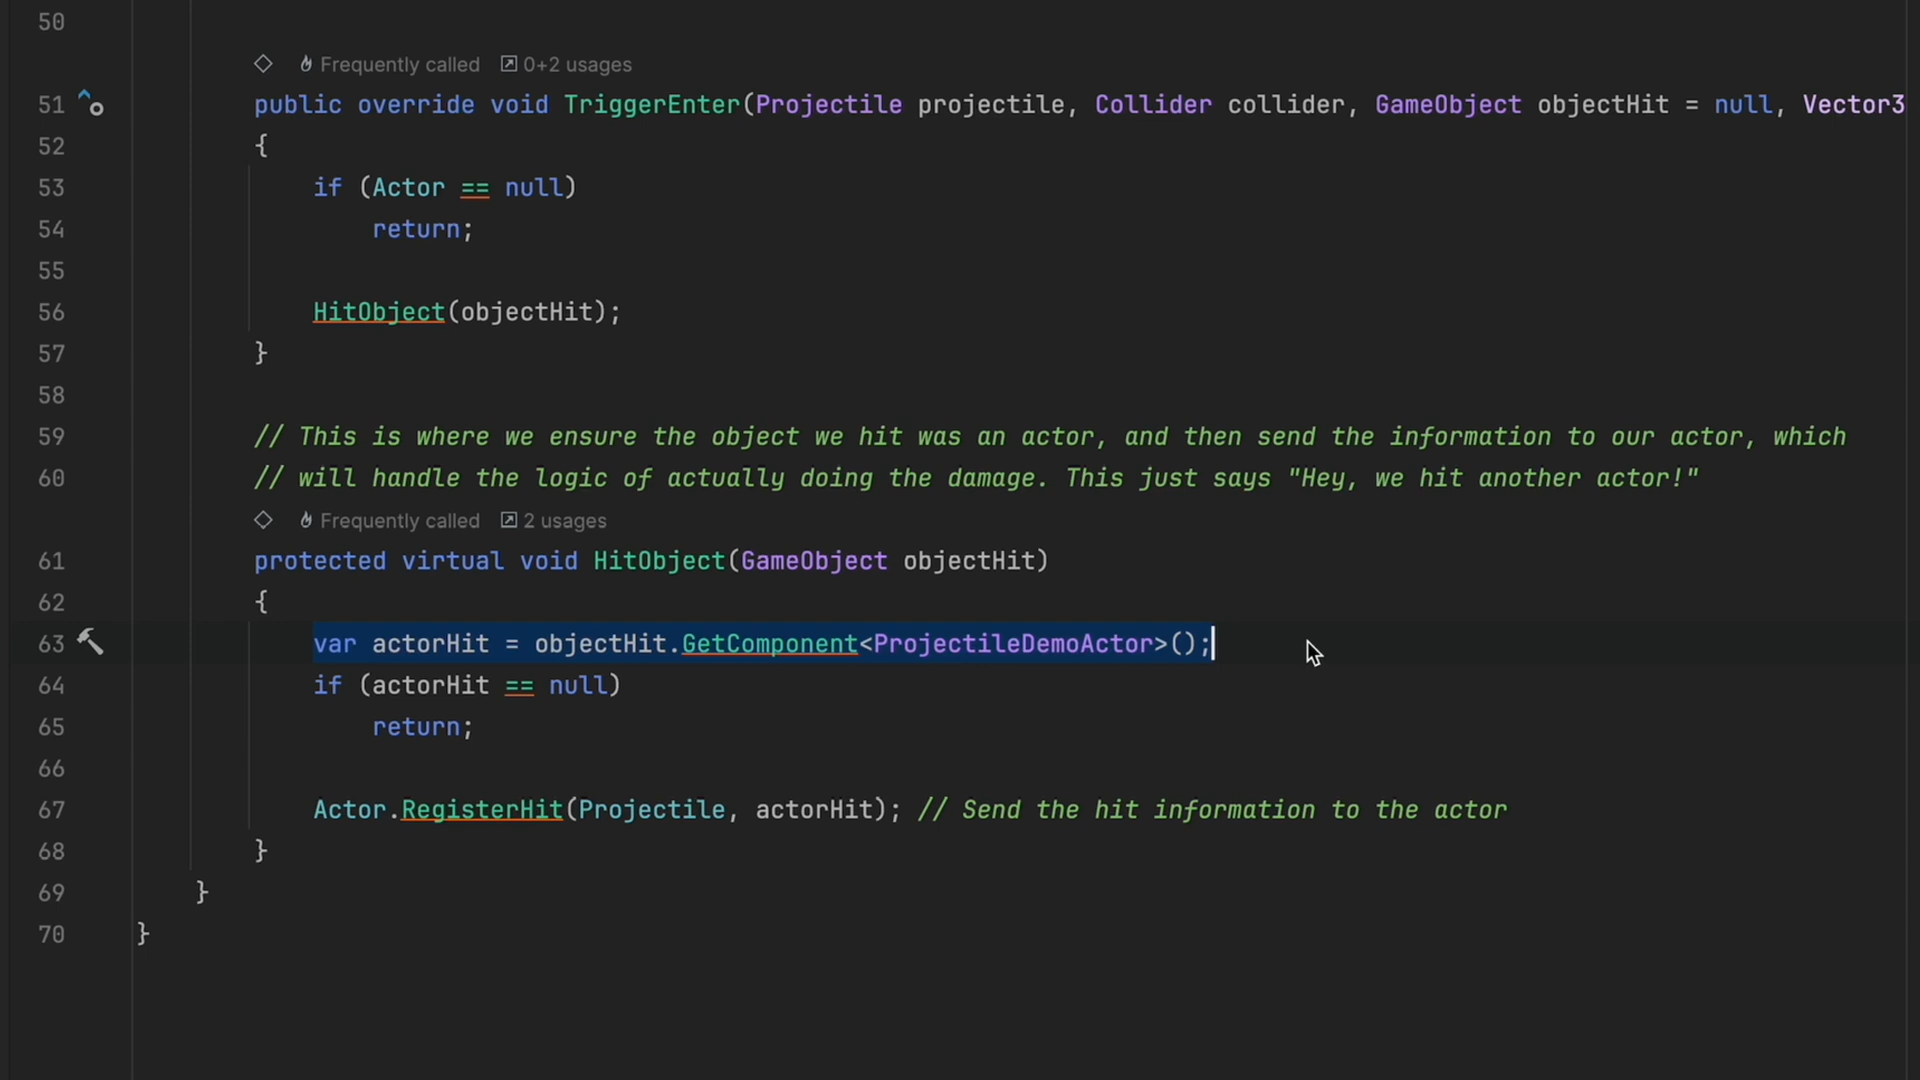 50
Frequently called 0+2 usages
51 public override void TriggerEnter(Projectile projectile, Collider collider, GameObject objectHit = null, Vector3
52 {
53 if (Actor == null)
54 return;
55
56 HitObject(objectHit);
57 }
58
59 // This is where we ensure the object we hit was an actor, and then send the information to our actor, which
60 // will handle the logic of actually doing the damage. This just says "Hey, we hit another actor!"
Frequently called 2 usages
61 protected virtual void HitObject(GameObject objectHit)
62 {
63 var actorHit = objectHit.GetComponent<ProjectileDemoActor>();
64 if (actorHit == null)
65 return;
66
67 Actor.RegisterHit(Projectile, actorHit); // Send the hit information to the actor
68 }
69 }
70 }